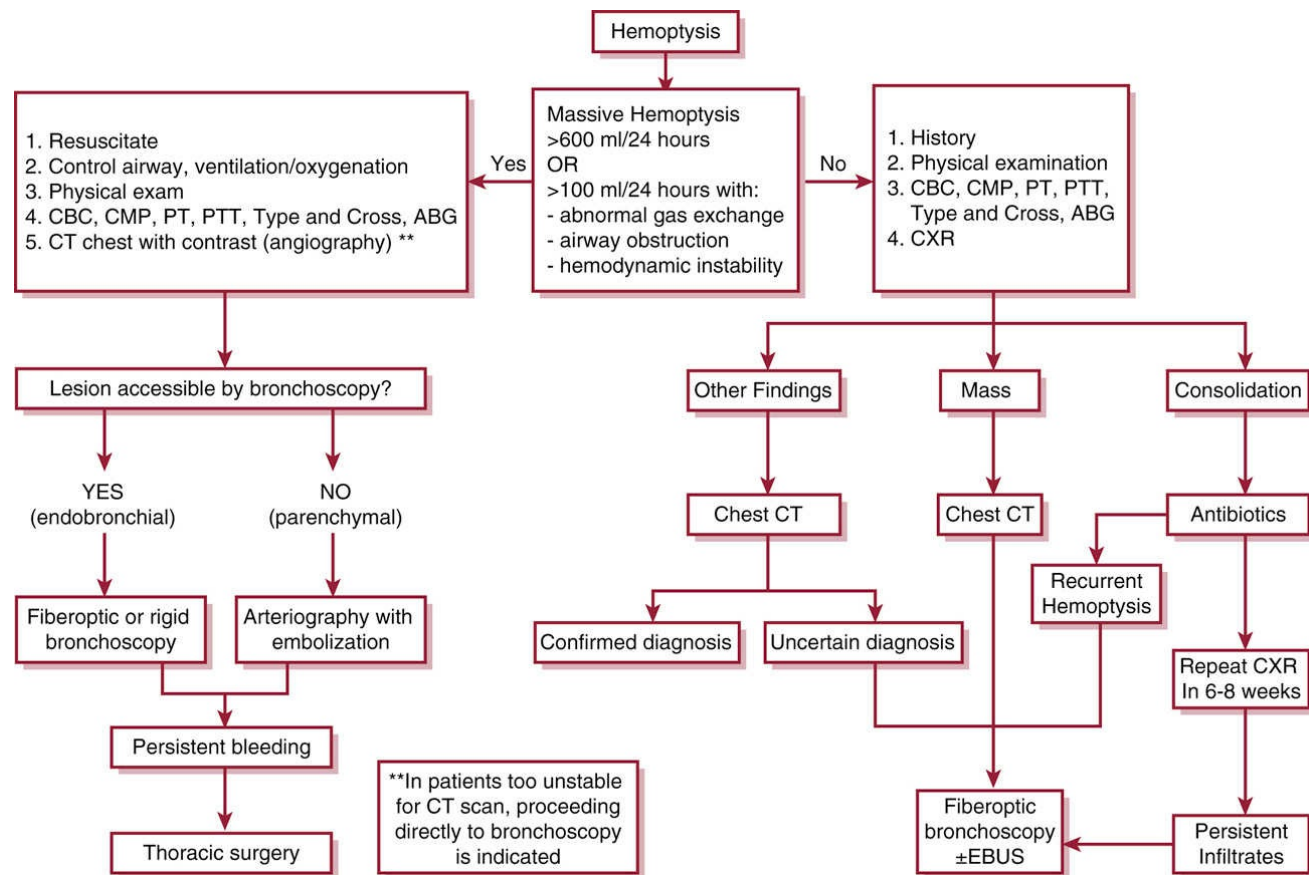 Hemoptysis
Massive Hemoptysis
>600 ml/24 hours
OR
>100 ml/24 hours with:
- abnormal gas exchange
- airway obstruction
- hemodynamic instability
Yes
No
1. Resuscitate
2. Control airway, ventilation/oxygenation
3. Physical exam
4. CBC, CMP, PT, PTT, Type and Cross, ABG
5. CT chest with contrast (angiography) **
1. History
2. Physical examination
3. CBC, CMP, PT, PTT,
Type and Cross, ABG
4. CXR
Lesion accessible by bronchoscopy?
YES
(endobronchial)
NO
(parenchymal)
Fiberoptic or rigid
bronchoscopy
Arteriography with
embolization
Persistent bleeding
Thoracic surgery
**In patients too unstable
for CT scan, proceeding
directly to bronchoscopy
is indicated
Other Findings
Mass
Consolidation
Chest CT
Chest CT
Antibiotics
Recurrent
Hemoptysis
Confirmed diagnosis
Uncertain diagnosis
Repeat CXR
In 6-8 weeks
Fiberoptic
bronchoscopy
±EBUS
Persistent
Infiltrates